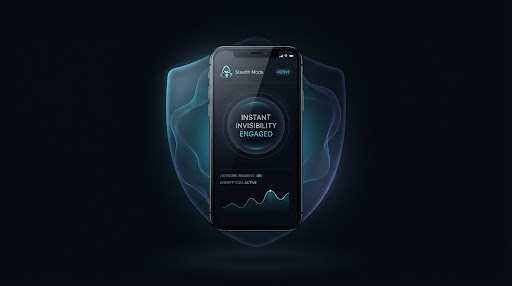 Stealth Mode
ACTIVE
INSTANT
INVISIBILITY
ENGAGED
NETWORK MASKING: ON
ENCRYPTION: ACTIVE